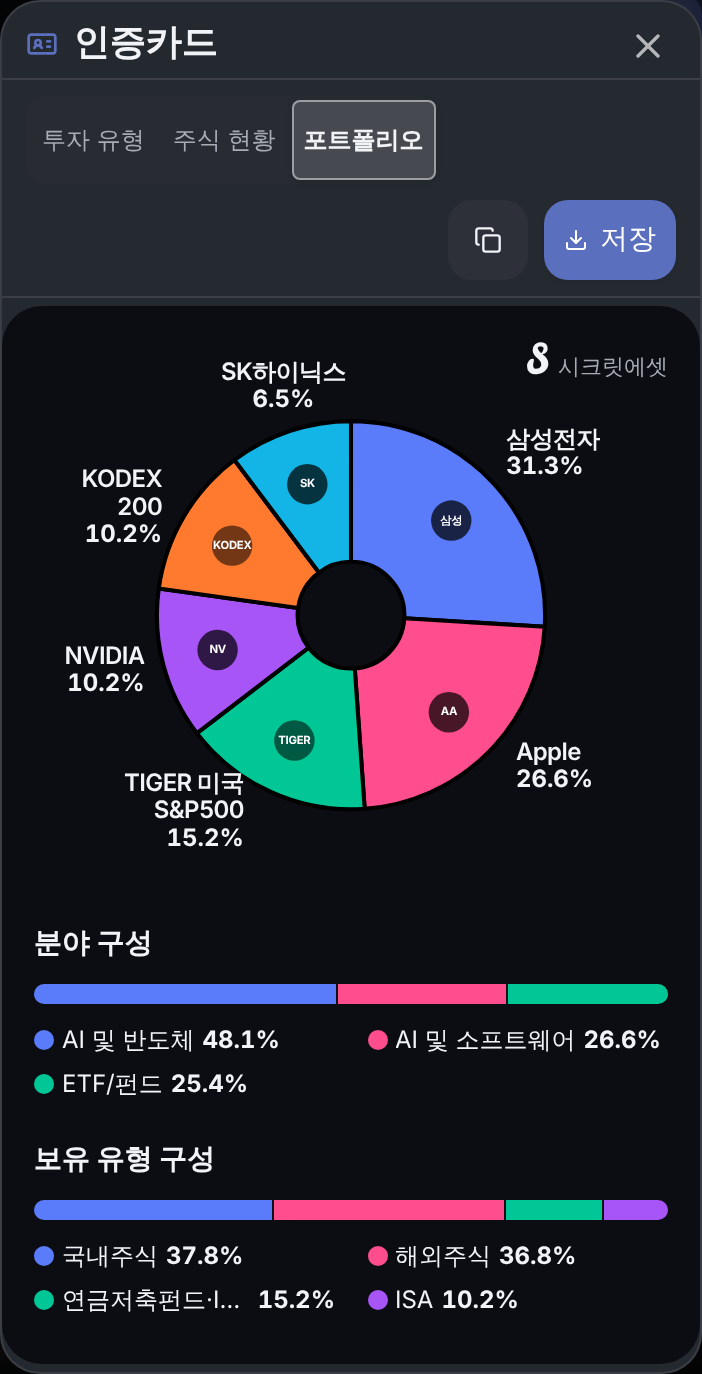 인증카드
투자 유형
주식 현황
포트폴리오
저장
시크릿에셋
SK하이닉스
6.5%
삼성전자
31.3%
KODEX
200
10.2%
NVIDIA
10.2%
TIGER 미국
S&P500
15.2%
Apple
26.6%
SK
삼성
KODEX
NV
AA
TIGER
분야 구성
AI 및 반도체 48.1%
AI 및 소프트웨어 26.6%
ETF/펀드 25.4%
보유 유형 구성
국내주식 37.8%
해외주식 36.8%
연금저축펀드·I... 15.2%
ISA 10.2%